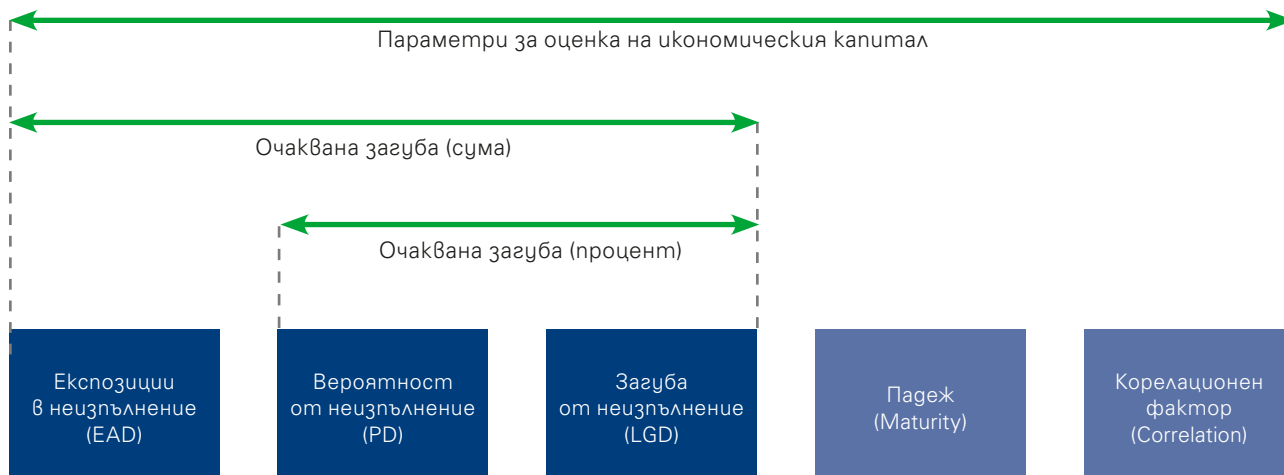 Параметри за оценка на икономическия капитал
Очаквана загуба (сума)
Очаквана загуба (процент)
Експозиции
в неизпълнение
(EAD)
Вероятност
от неизпълнение
(PD)
Загуба
от неизпълнение
(LGD)
Падеж
(Maturity)
Корелационен
фактор
(Correlation)